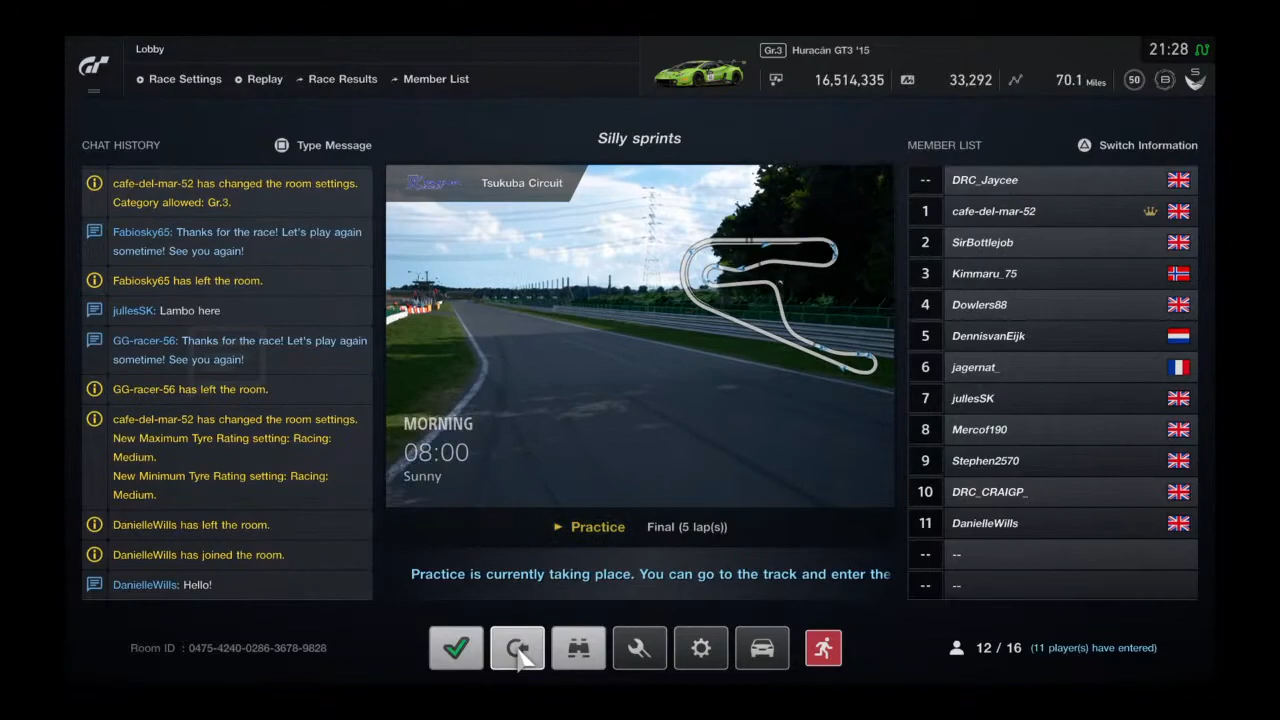 Lobby
Race Settings
Replay
Race Results
Member List
Gr.3 Huracán GT3 '15
16,514,335
33,292
70.1 Miles
50
B
S
21:28
CHAT HISTORY
Type Message
cafe-del-mar-52 has changed the room settings.
Category allowed: Gr.3.
Fabiosky65: Thanks for the race! Let's play again
sometime! See you again!
Fabiosky65 has left the room.
jullesSK: Lambo here
GG-racer-56: Thanks for the race! Let's play again
sometime! See you again!
GG-racer-56 has left the room.
cafe-del-mar-52 has changed the room settings.
New Maximum Tyre Rating setting: Racing:
Medium.
New Minimum Tyre Rating setting: Racing:
Medium.
DanielleWills has left the room.
DanielleWills has joined the room.
DanielleWills: Hello!
Silly sprints
Tsukuba Circuit
MORNING
08:00
Sunny
Practice
Final (5 lap(s))
Practice is currently taking place. You can go to the track and enter the
MEMBER LIST
Switch Information
-- DRC_Jaycee
1 cafe-del-mar-52
2 SirBottlejob
3 Kimmaru_75
4 Dowlers88
5 DennisvanEijk
6 jagernat_
7 jullesSK
8 Mercof190
9 Stephen2570
10 DRC_CRAIGP_
11 DanielleWills
-- --
-- --
Room ID : 0475-4240-0286-3678-9828
12 / 16 (11 player(s) have entered)